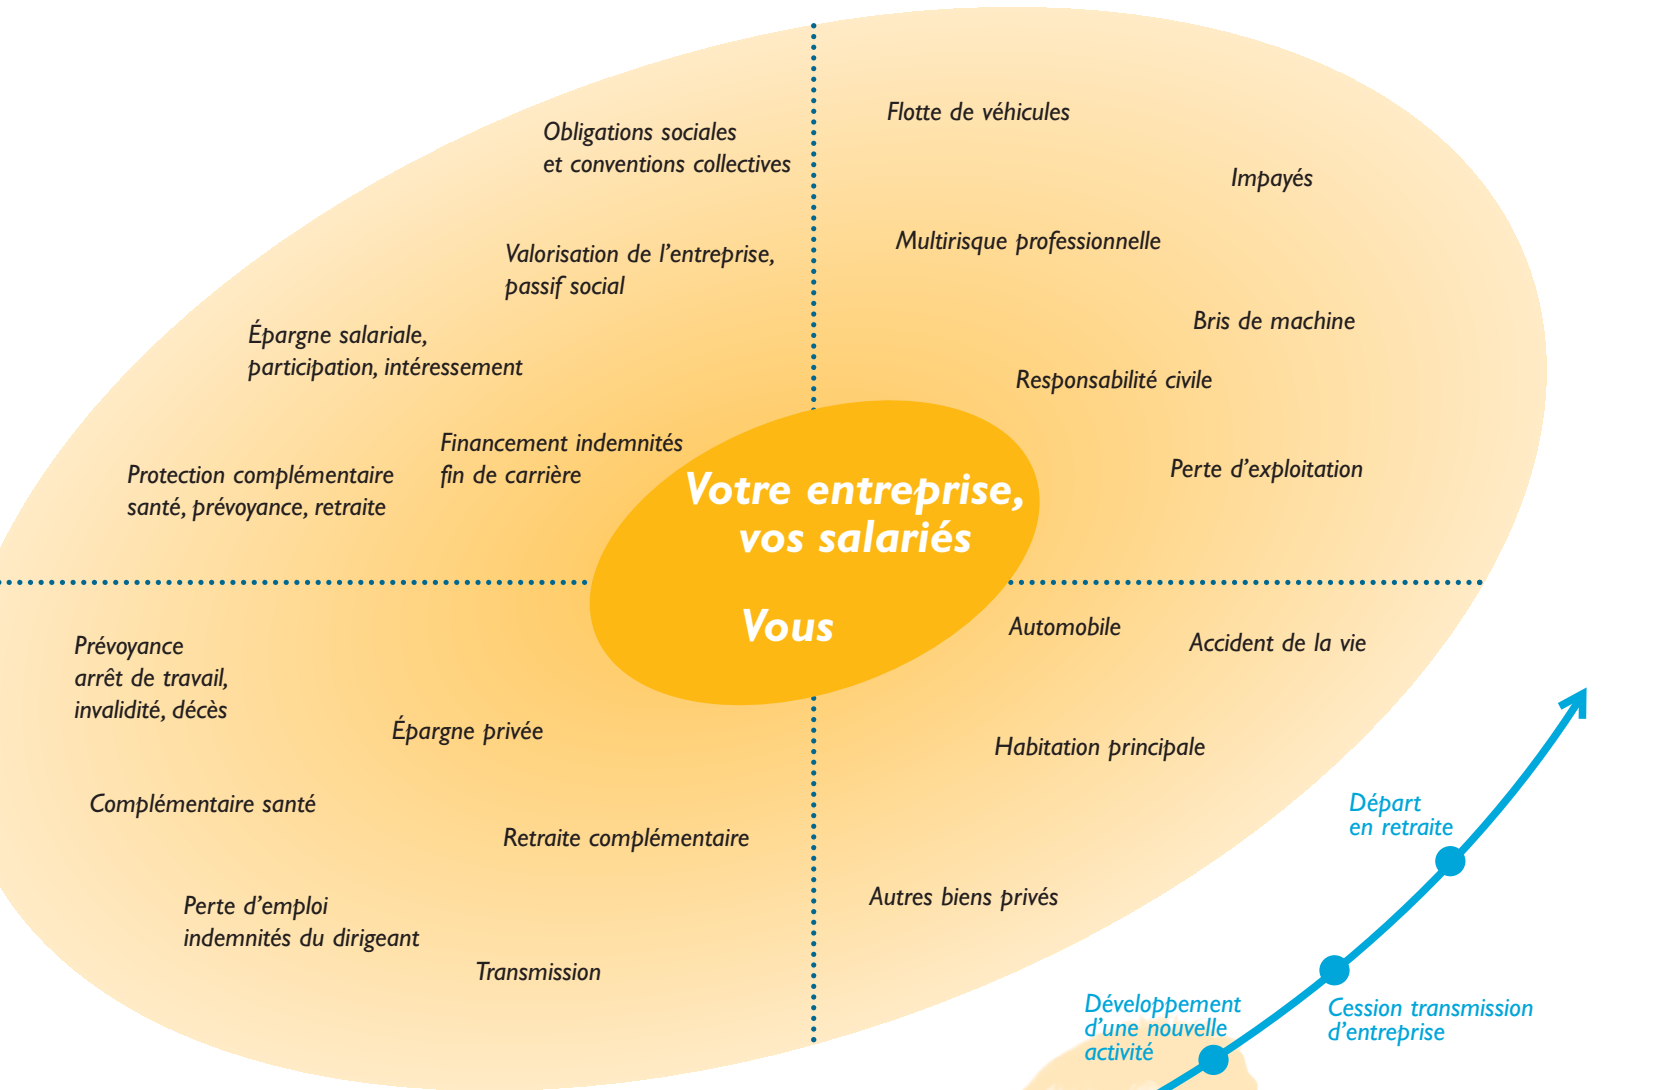 Obligations sociales
et conventions collectives
Valorisation de l’entreprise,
passif social
Épargne salariale,
participation, intéressement
Financement indemnités
fin de carrière
Protection complémentaire
santé, prévoyance, retraite
Flotte de véhicules
Impayés
Multirisque professionnelle
Bris de machine
Responsabilité civile
Perte d’exploitation
Votre entreprise,
vos salariés
Vous
Prévoyance
arrêt de travail,
invalidité, décès
Épargne privée
Complémentaire santé
Retraite complémentaire
Perte d’emploi
indemnités du dirigeant
Transmission
Automobile
Accident de la vie
Habitation principale
Autres biens privés
Départ
en retraite
Cession transmission
d’entreprise
Développement
d’une nouvelle
activité